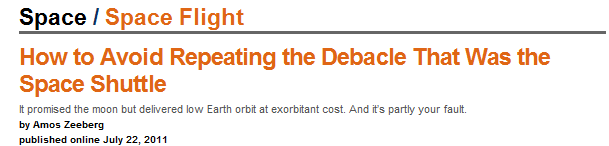 Space / Space Flight
How to Avoid Repeating the Debacle That Was the
Space Shuttle
It promised the moon but delivered low Earth orbit at exorbitant cost. And it's partly your fault.
by Amos Zeeberg
published online July 22, 2011